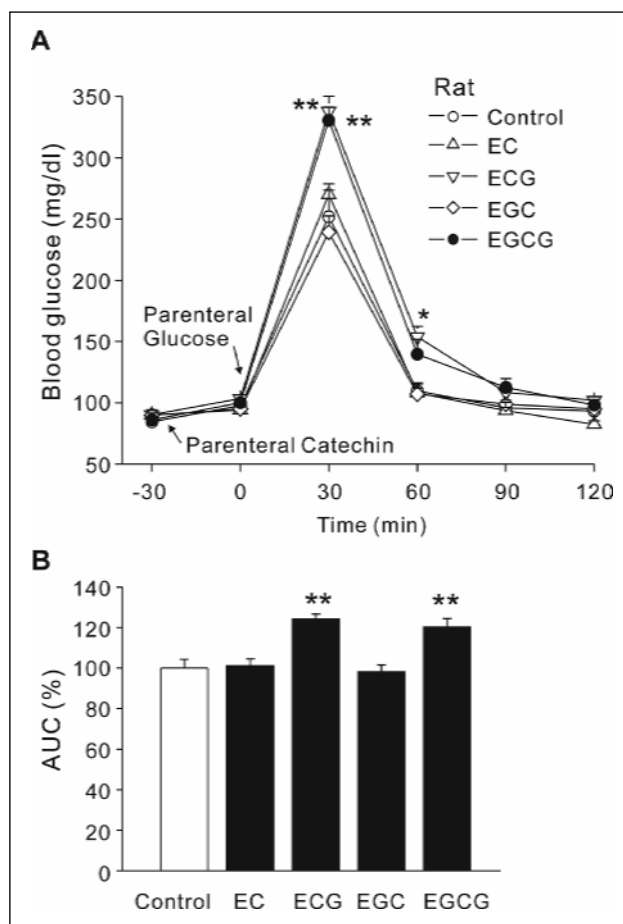 A
Rat
Control
EC
ECG
EGC
EGCG
350
300
250
200
150
100
50
Blood glucose (mg/dl)
**
**
*
Parenteral
Glucose
Parenteral Catechin
-30 0 30 60 90 120
Time (min)
B
140
120
100
80
60
40
20
0
AUC (%)
**
**
Control EC ECG EGC EGCG